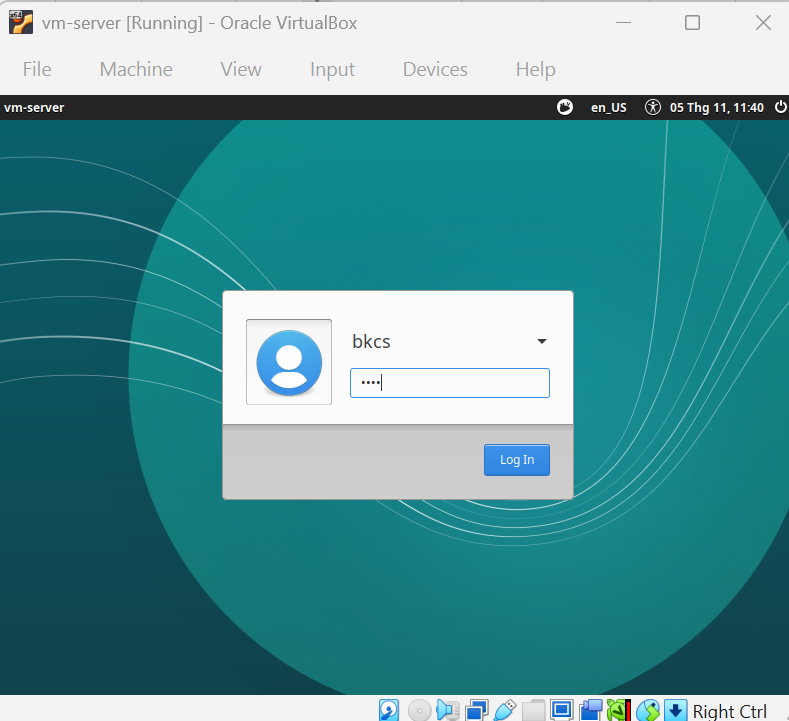 vm-server [Running] - Oracle VirtualBox
File Machine View Input Devices Help
vm-server en_US 05 Thg 11, 11:40
bkcs
••••
Log In
Right Ctrl